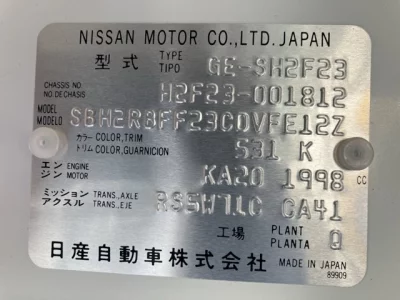 NISSAN MOTOR CO.,LTD. JAPAN
型式 TYPE TIPO GE-SH2F23
CHASSIS NO NO. DE CHASIS H2F23-001812
MODEL MODELO SBH2R8FF23CDVFE12Z
カラー COLOR,TRIM トリム COLOR,GUARNICION 531 K
エンジン ENGINE MOTOR KA20 1998 CC
ミッション TRANS.,AXLE アクスル TRANS.,EJE RS5W71C CA41
工場 PLANT PLANTA Q
日産自動車株式会社 MADE IN JAPAN
89909